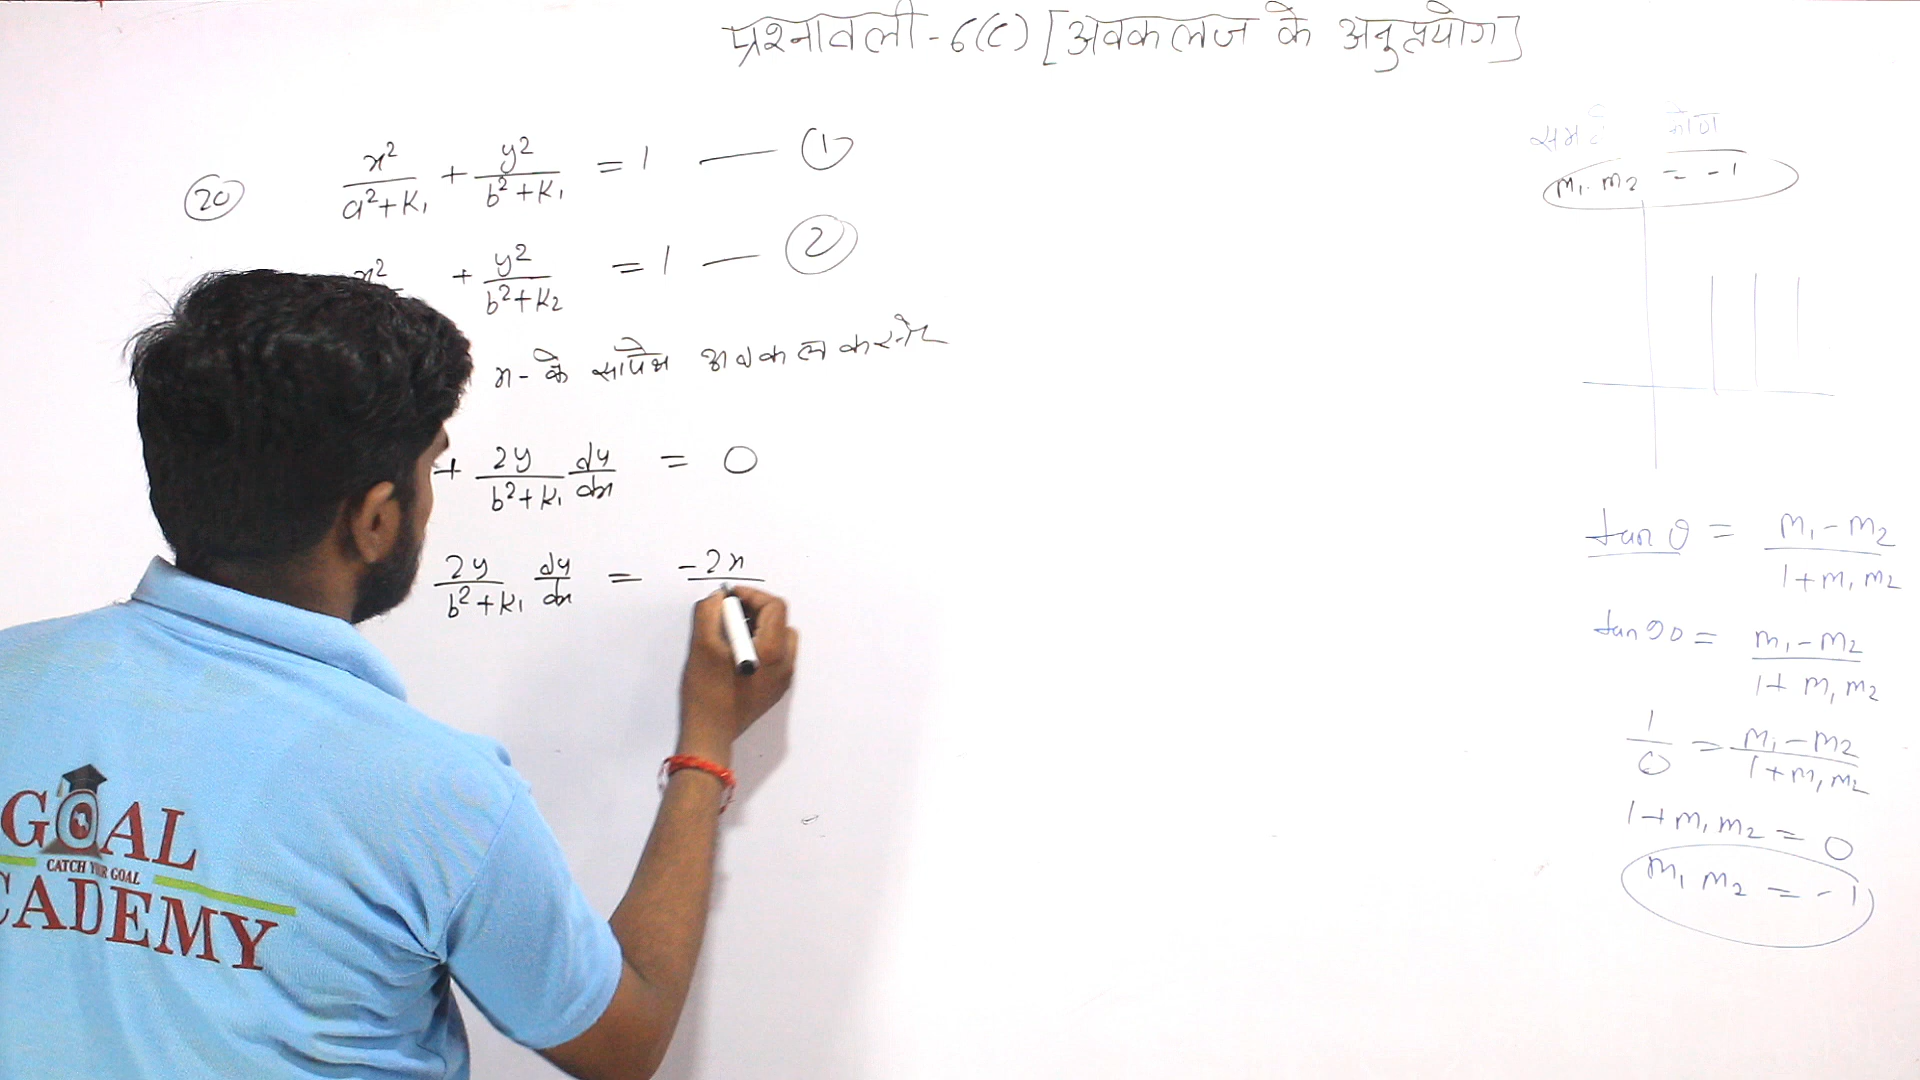 प्रश्नावली-6(C) [अवकलज के अनुप्रयोग]
20 x²/(a²+K₁) + y²/(b²+K₁) = 1 — 1
x² + y²/(b²+K₂) = 1 — 2
x-के सापेक्ष अवकलन करने पर
+ 2y/(b²+K₁) dy/dx = 0
2y/(b²+K₁) dy/dx = -2x
m₁. m₂ = -1
tan θ = (m₁-m₂)/(1+m₁m₂)
tan 90 = (m₁-m₂)/(1+m₁m₂)
1/0 = (m₁-m₂)/(1+m₁m₂)
1+m₁m₂ = 0
m₁ m₂ = -1
GOAL
CATCH YOUR GOAL
CADEMY